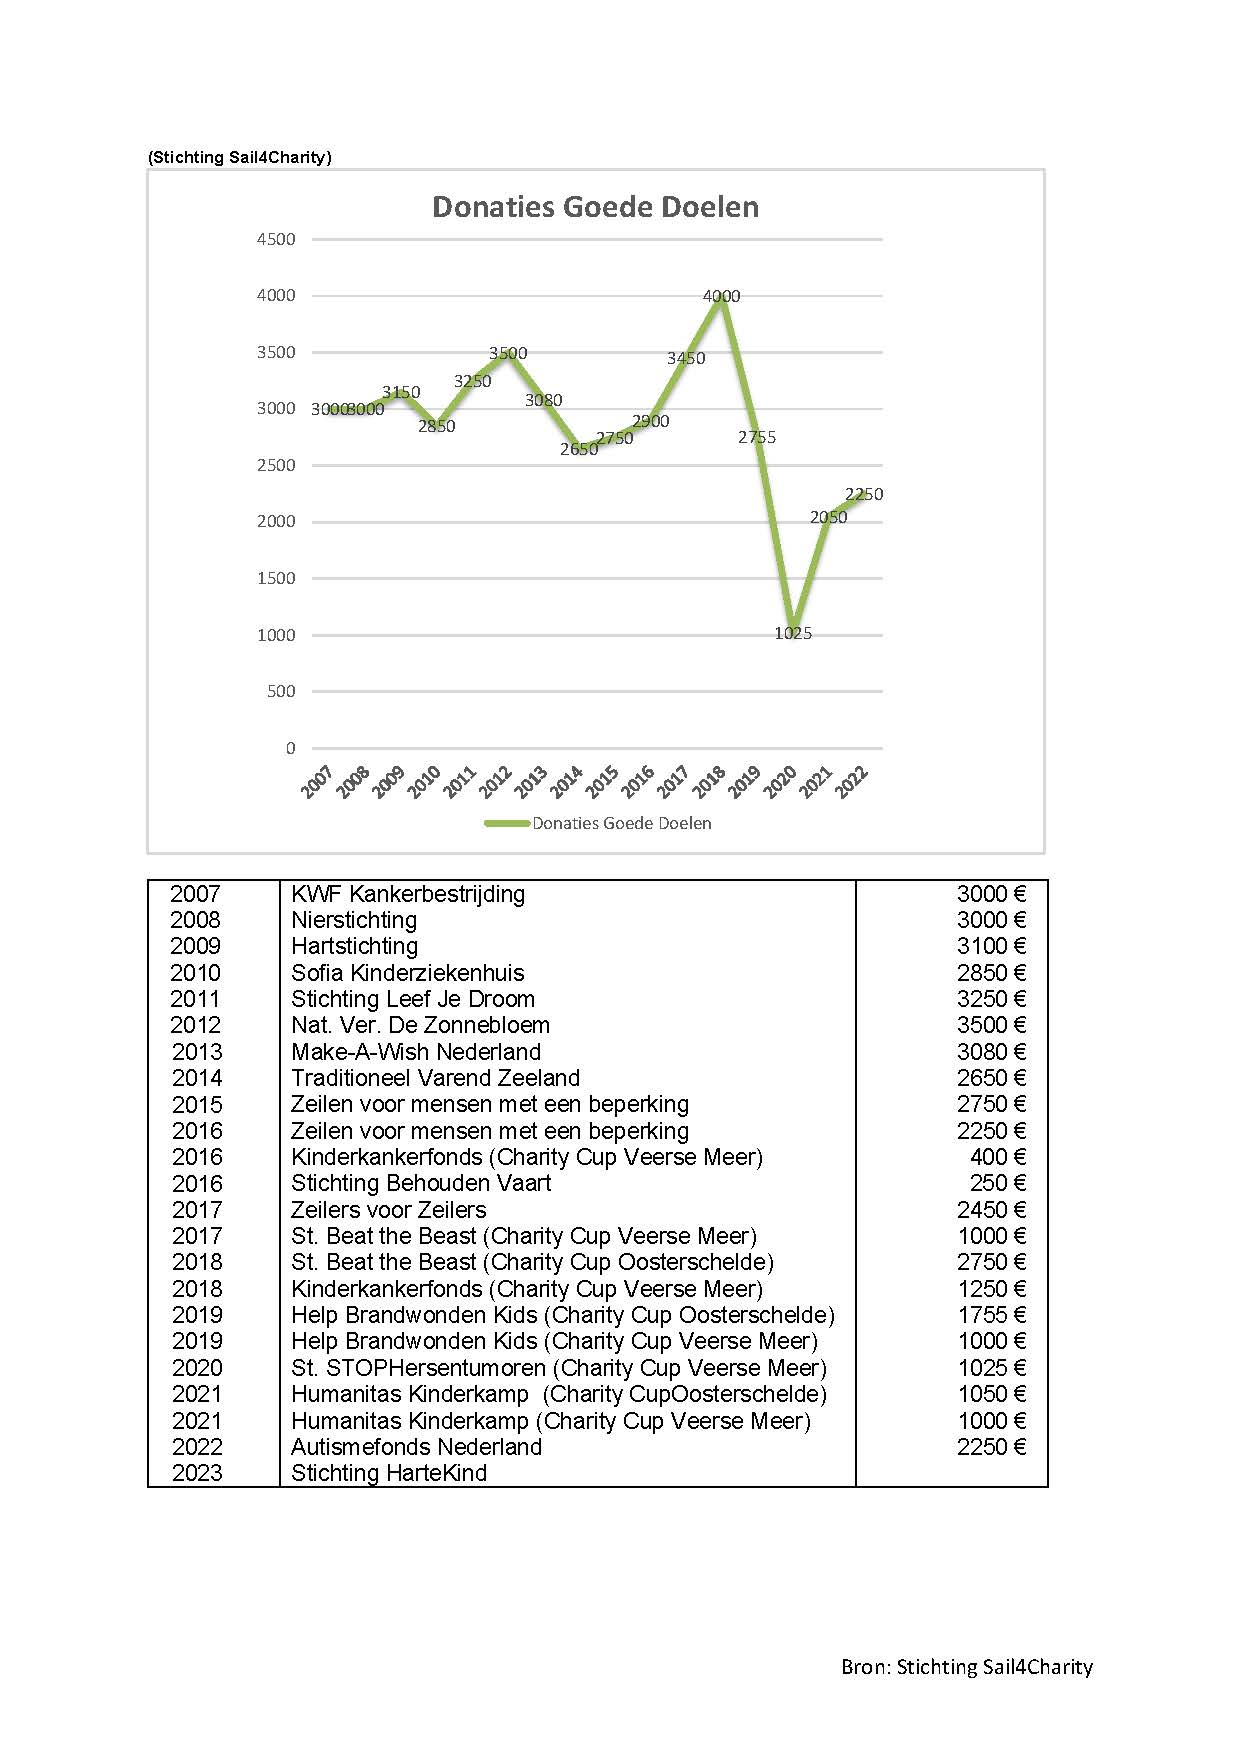 (Stichting Sail4Charity)
Donaties Goede Doelen
4500
4000
3500
3000
2500
2000
1500
1000
500
0
3000
3000
3150
2850
3250
3500
3080
2650
2750
2900
3450
4000
2755
1025
2050
2250
2007 2008 2009 2010 2011 2012 2013 2014 2015 2016 2017 2018 2019 2020 2021 2022
Donaties Goede Doelen
2007 KWF Kankerbestrijding 3000 €
2008 Nierstichting 3000 €
2009 Hartstichting 3100 €
2010 Sofia Kinderziekenhuis 2850 €
2011 Stichting Leef Je Droom 3250 €
2012 Nat. Ver. De Zonnebloem 3500 €
2013 Make-A-Wish Nederland 3080 €
2014 Traditioneel Varend Zeeland 2650 €
2015 Zeilen voor mensen met een beperking 2750 €
2016 Zeilen voor mensen met een beperking 2250 €
2016 Kinderkankerfonds (Charity Cup Veerse Meer) 400 €
2016 Stichting Behouden Vaart 250 €
2017 Zeilers voor Zeilers 2450 €
2017 St. Beat the Beast (Charity Cup Veerse Meer) 1000 €
2018 St. Beat the Beast (Charity Cup Oosterschelde) 2750 €
2018 Kinderkankerfonds (Charity Cup Veerse Meer) 1250 €
2019 Help Brandwonden Kids (Charity Cup Oosterschelde) 1755 €
2019 Help Brandwonden Kids (Charity Cup Veerse Meer) 1000 €
2020 St. STOPHersentumoren (Charity Cup Veerse Meer) 1025 €
2021 Humanitas Kinderkamp (Charity CupOosterschelde) 1050 €
2021 Humanitas Kinderkamp (Charity Cup Veerse Meer) 1000 €
2022 Autismefonds Nederland 2250 €
2023 Stichting HarteKind
Bron: Stichting Sail4Charity